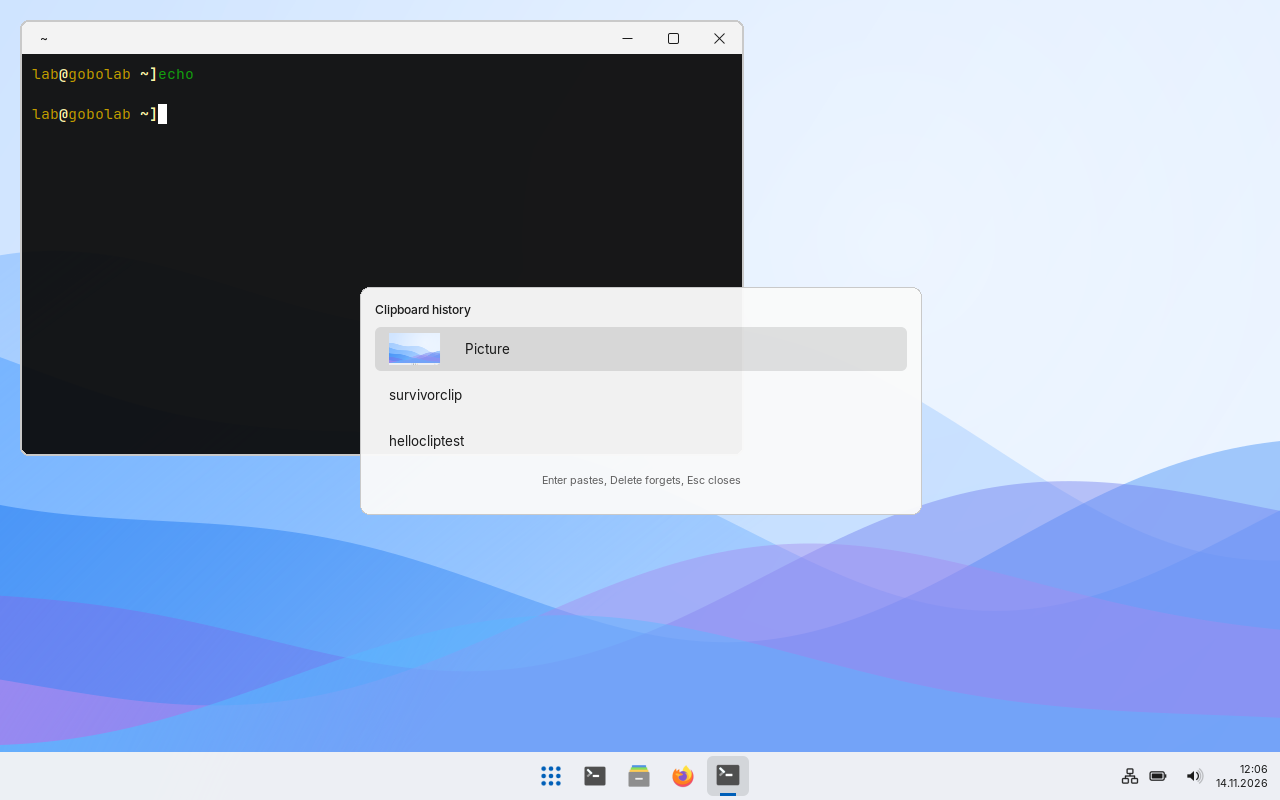 ~
lab@gobolab ~]echo
lab@gobolab ~]
Clipboard history
Picture
survivorclip
hellocliptest
Enter pastes, Delete forgets, Esc closes
12:06
14.11.2026